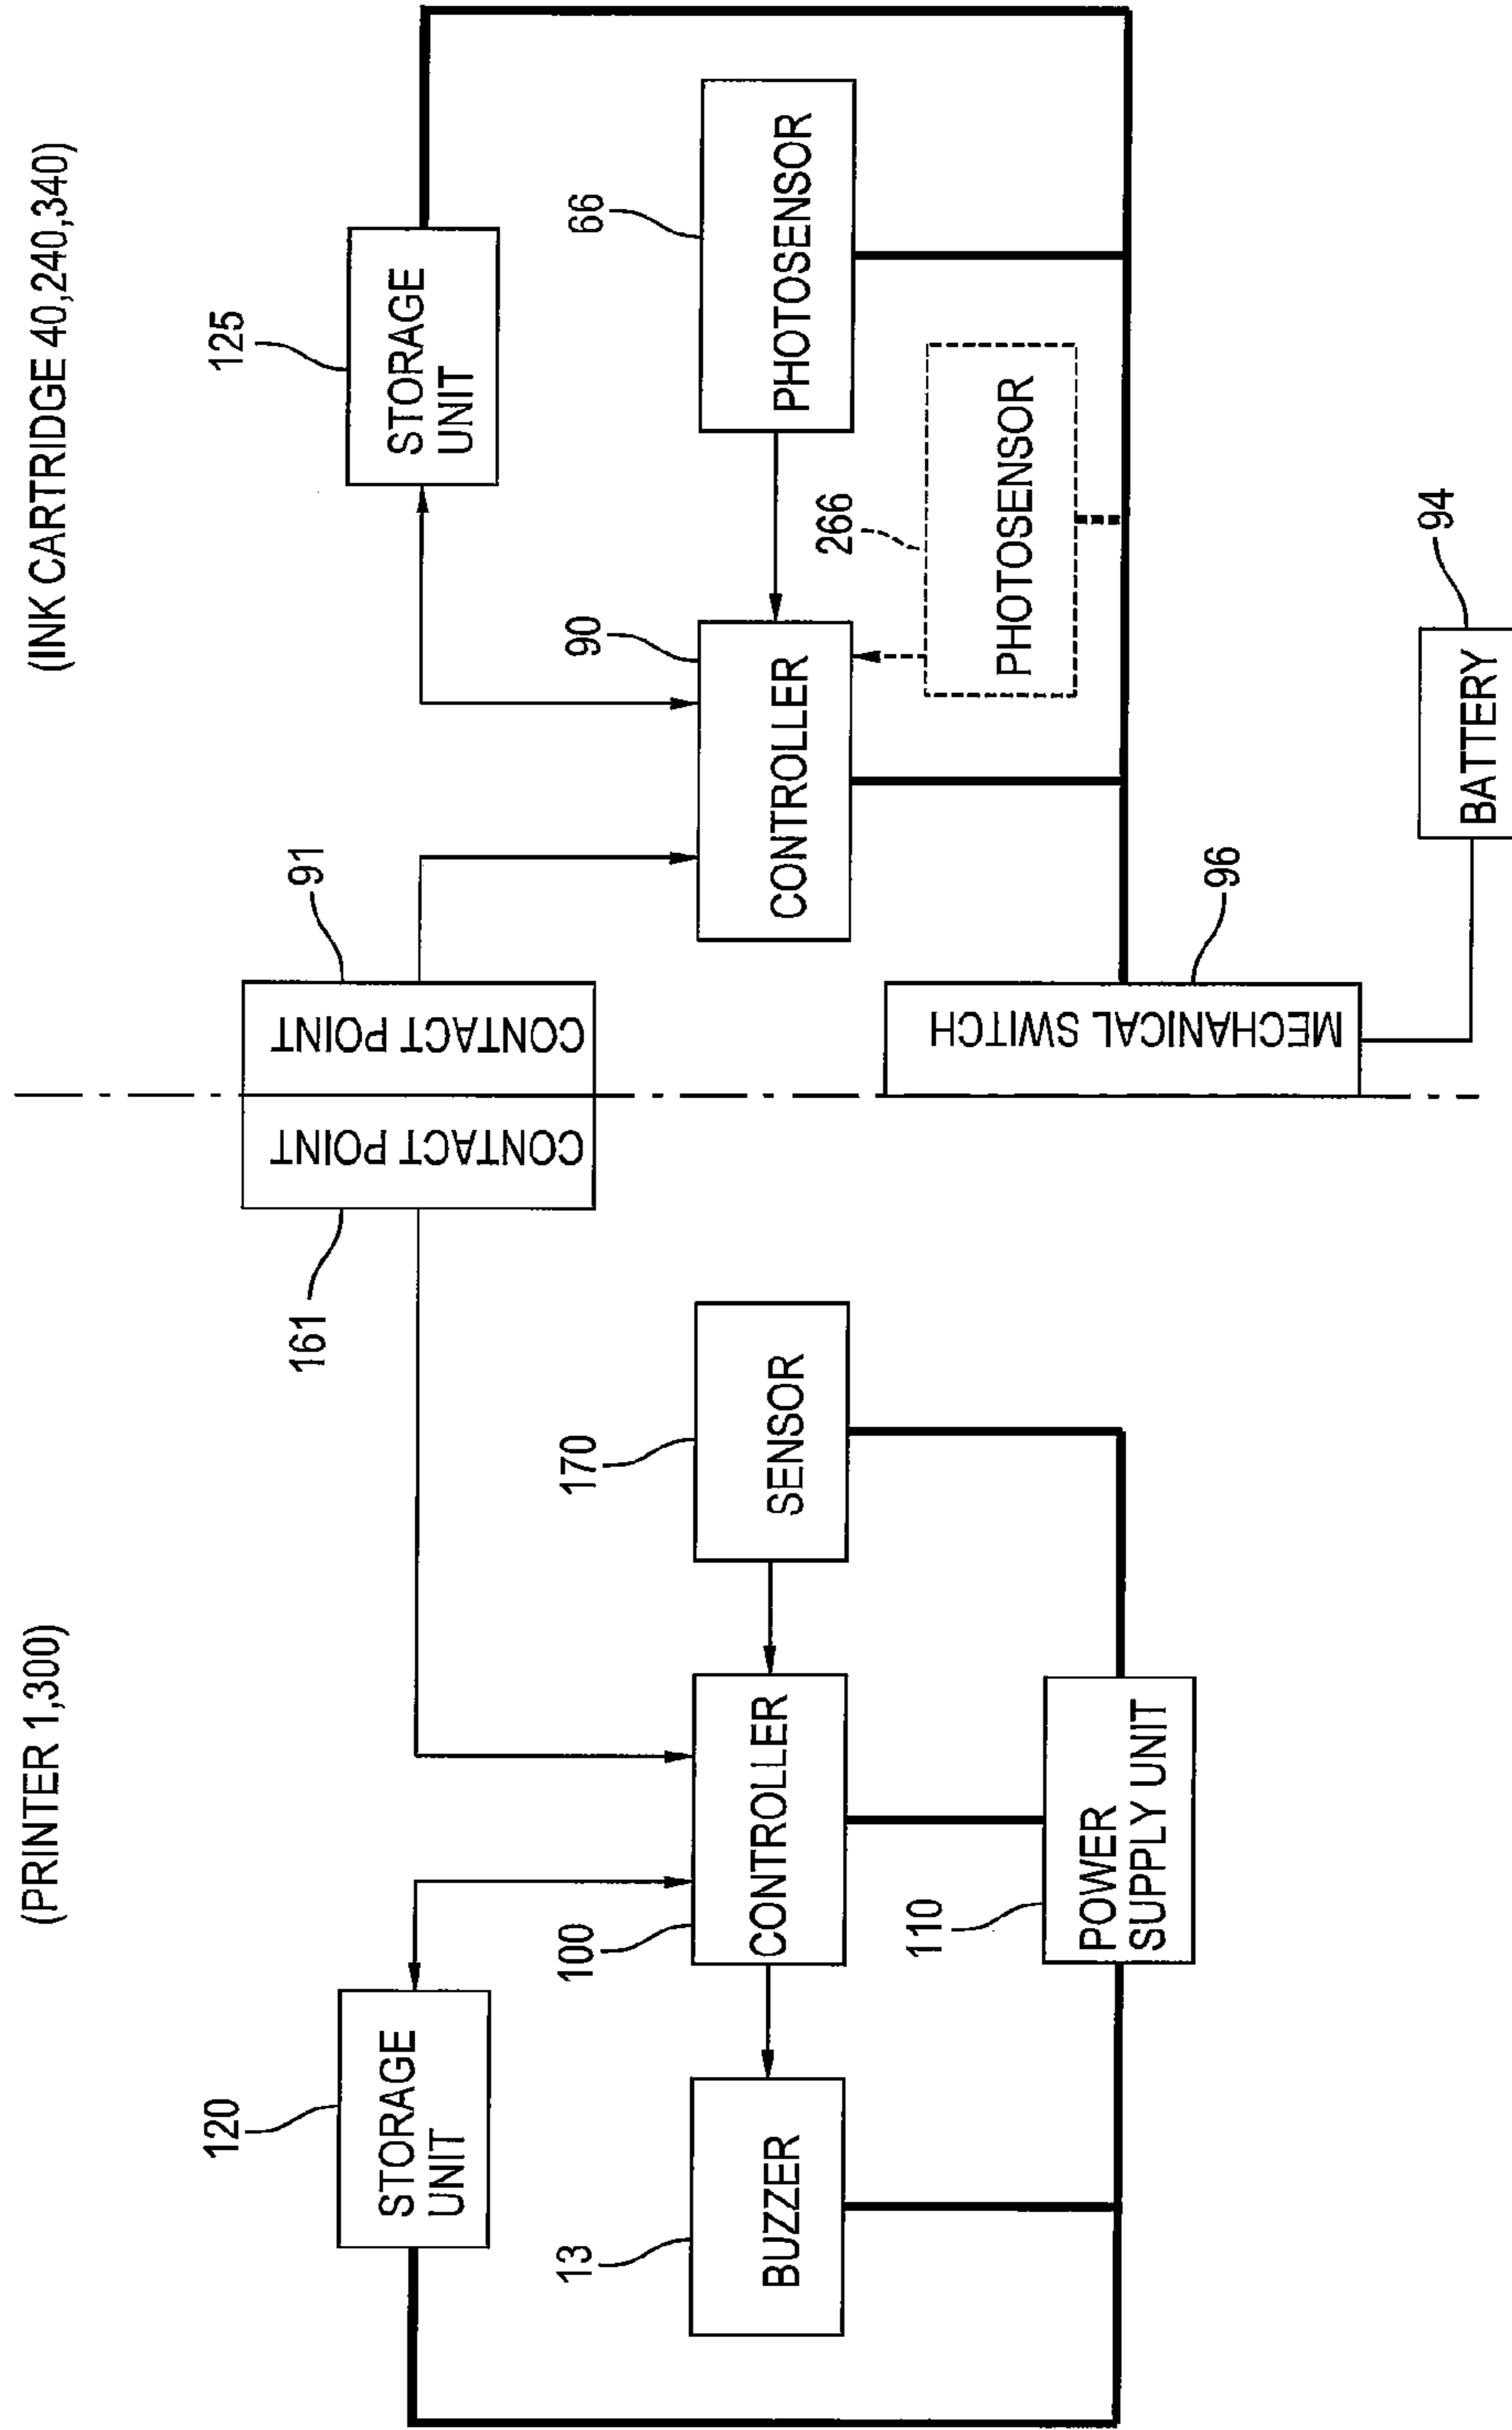 (PRINTER 1,300)
(INK CARTRIDGE 40,240,340)
120
STORAGE
UNIT
161
CONTACT POINT
CONTACT POINT
91
125
STORAGE
UNIT
13
BUZZER
100
CONTROLLER
170
SENSOR
90
CONTROLLER
66
PHOTOSENSOR
266
PHOTOSENSOR
110
POWER
SUPPLY UNIT
MECHANICAL SWITCH
96
BATTERY
94